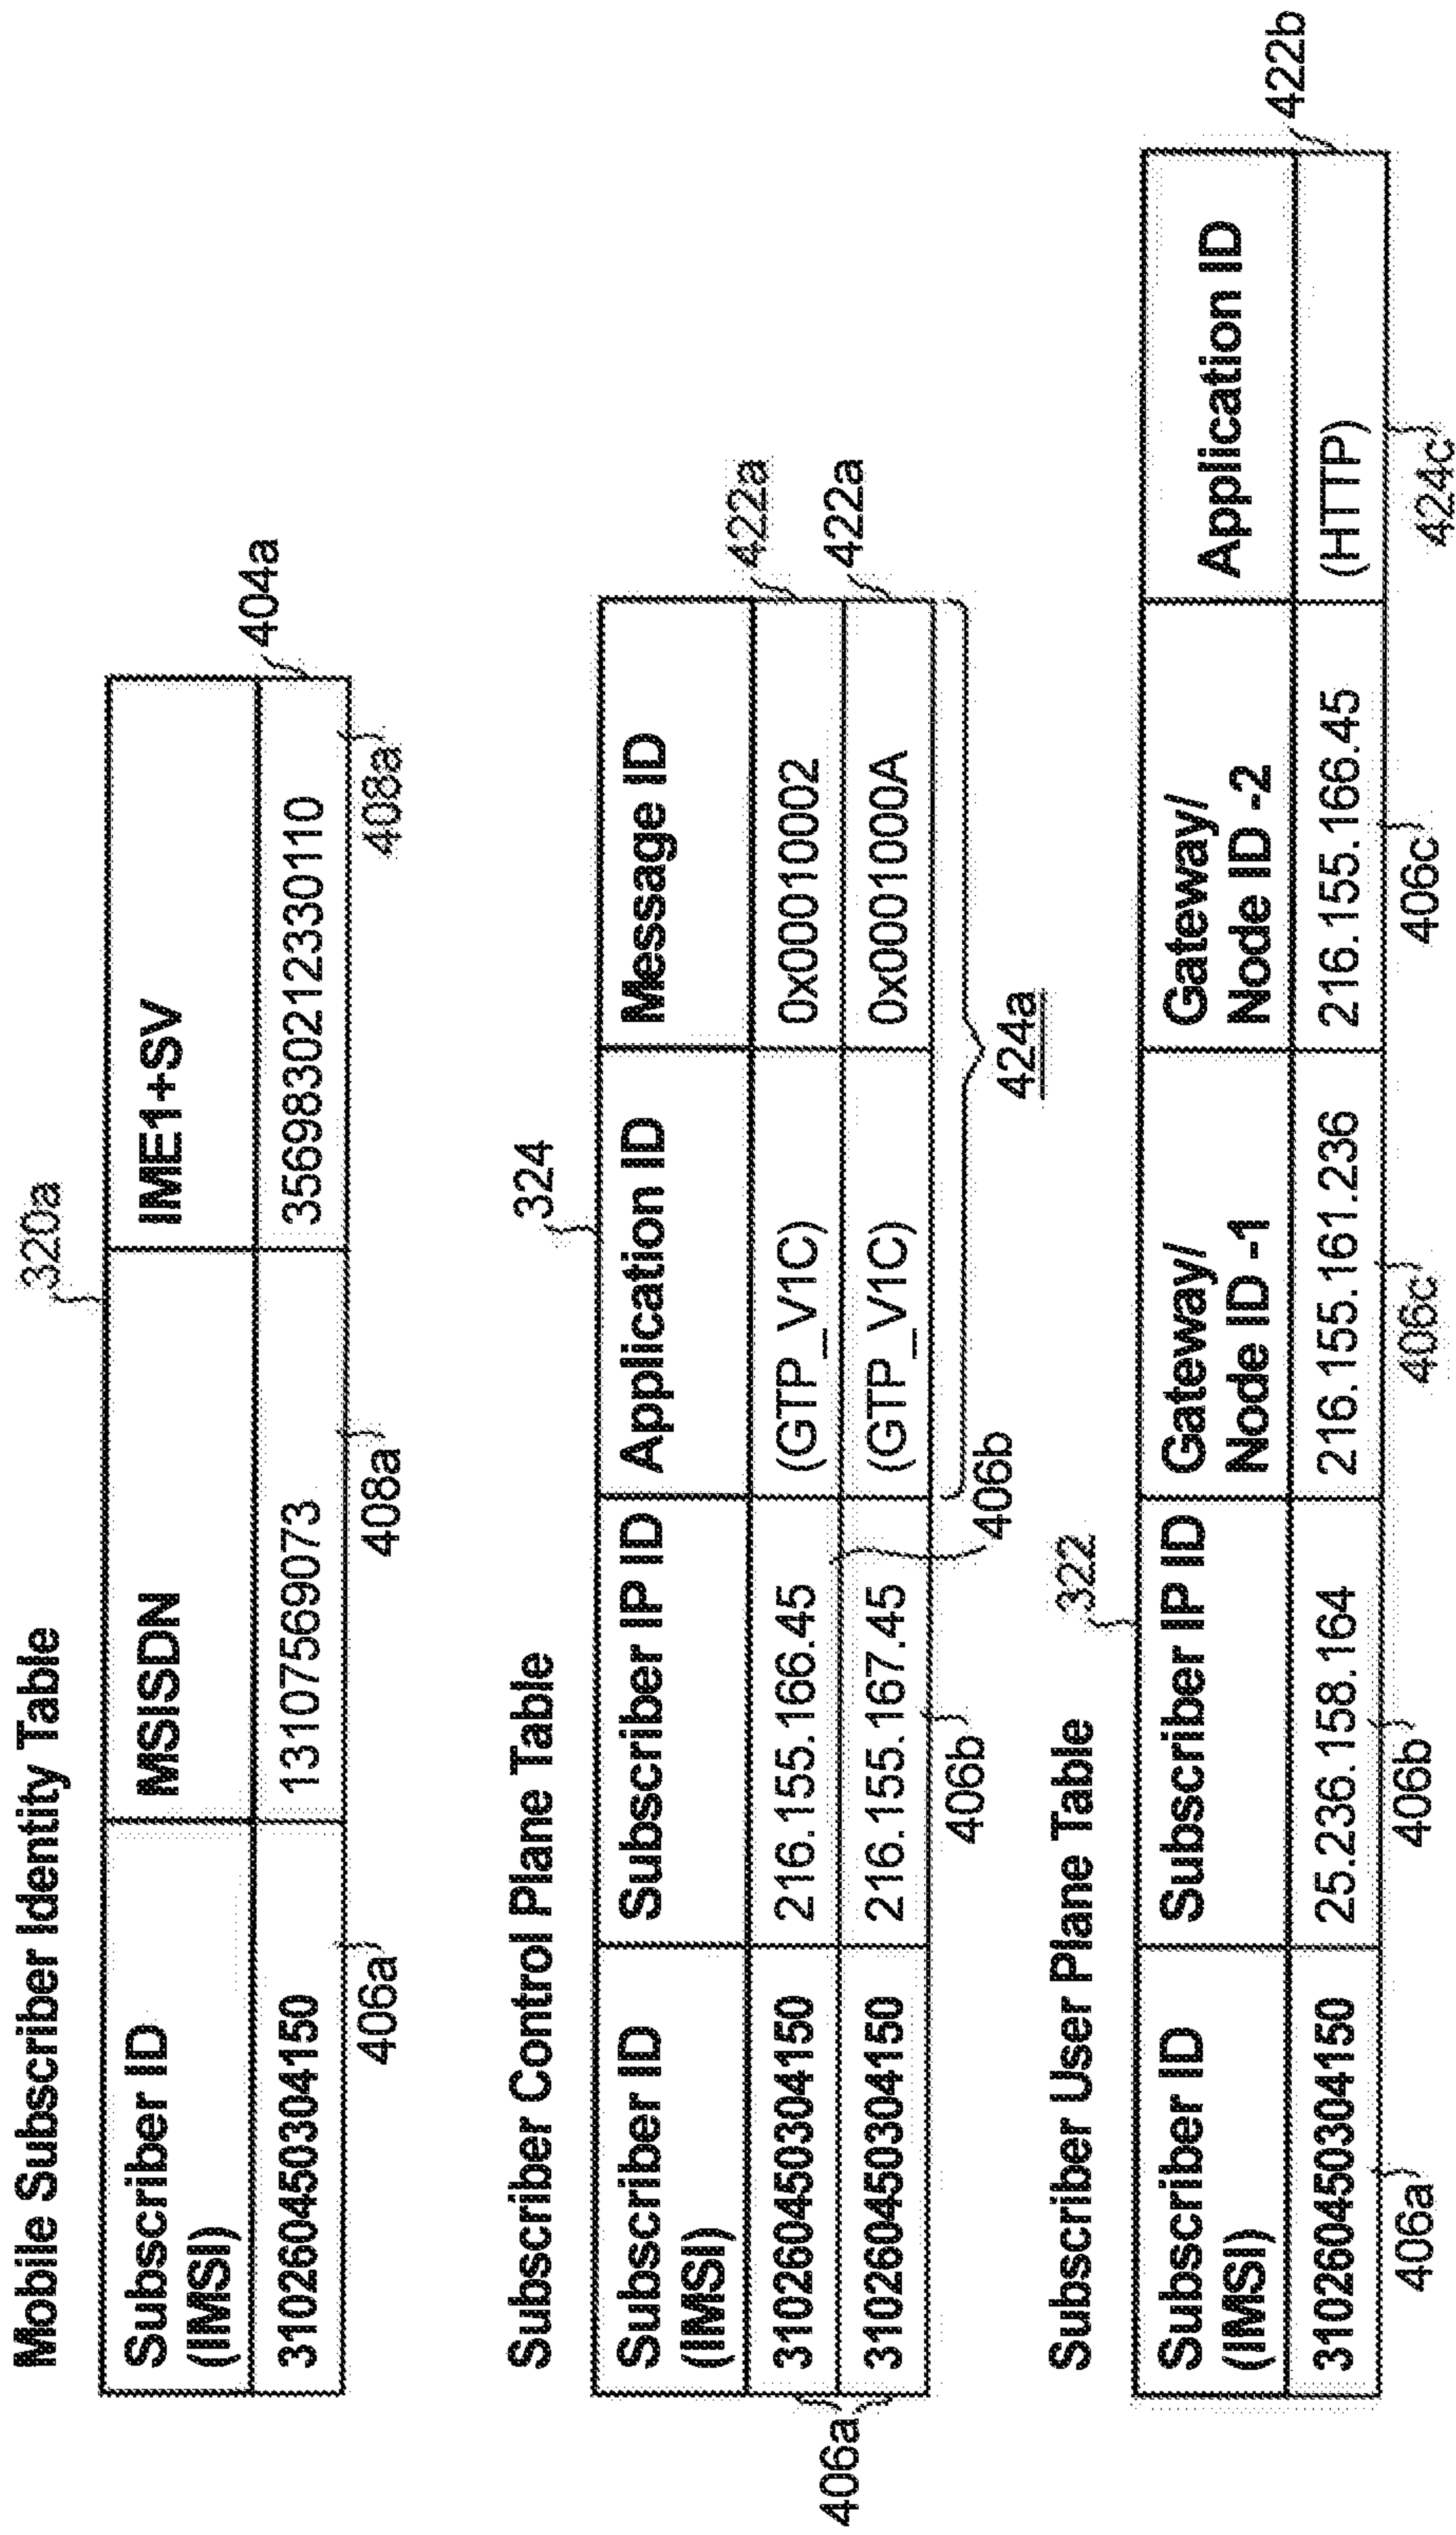 Mobile Subscriber Identity Table
320a
Subscriber ID (IMSI) MSISDN IME1+SV
310260450304150 13107569073 3569830212330110
404a
406a 408a 408a
Subscriber Control Plane Table
324
Subscriber ID (IMSI) Subscriber IP ID Application ID Message ID
310260450304150 216.155.166.45 (GTP_V1C) 0x00010002
422a
310260450304150 216.155.167.45 (GTP_V1C) 0x0001000A
422a
406a 406b 406b 424a
Subscriber User Plane Table
322
Subscriber ID (IMSI) Subscriber IP ID Gateway/ Node ID -1 Gateway/ Node ID -2 Application ID
310260450304150 25.236.158.164 216.155.161.236 216.155.166.45 (HTTP)
422b
406a 406b 406c 406c 424c